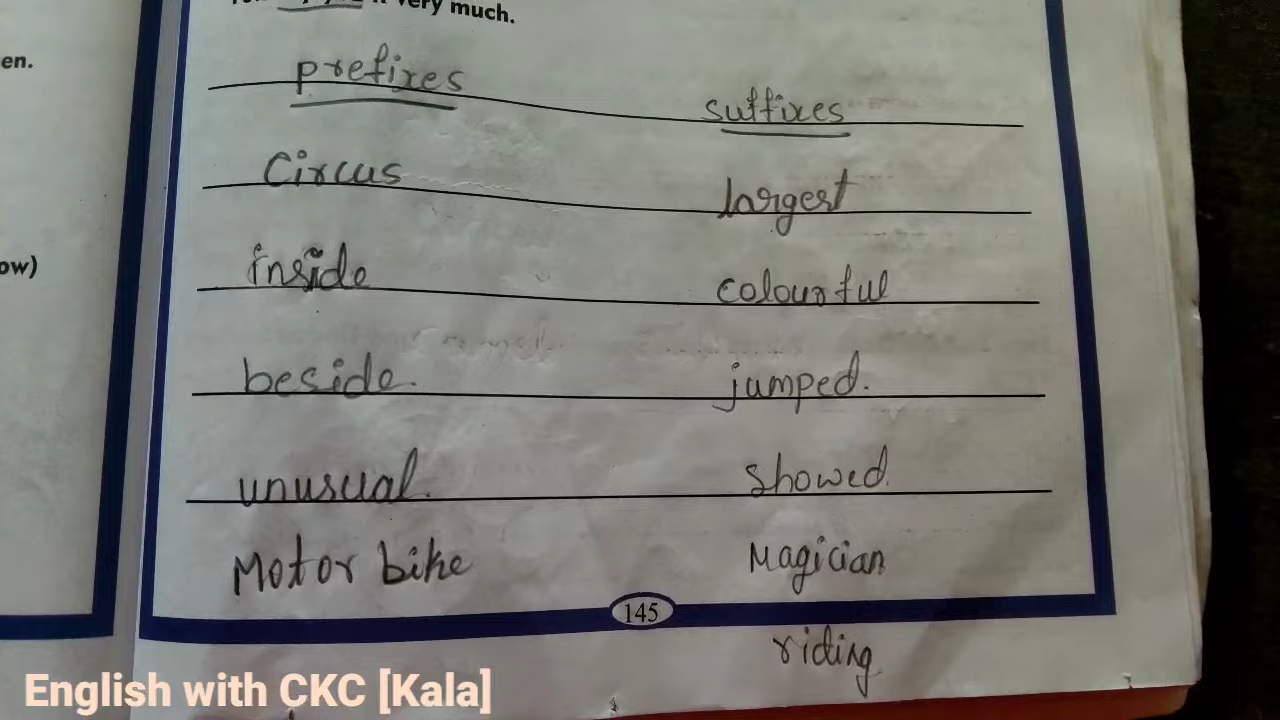 very much.
en.
prefixes suffixes
Circus largest
ow)
inside colourful
beside. jumped.
unusual. showed.
Motor bike Magician
145
riding
English with CKC [Kala]